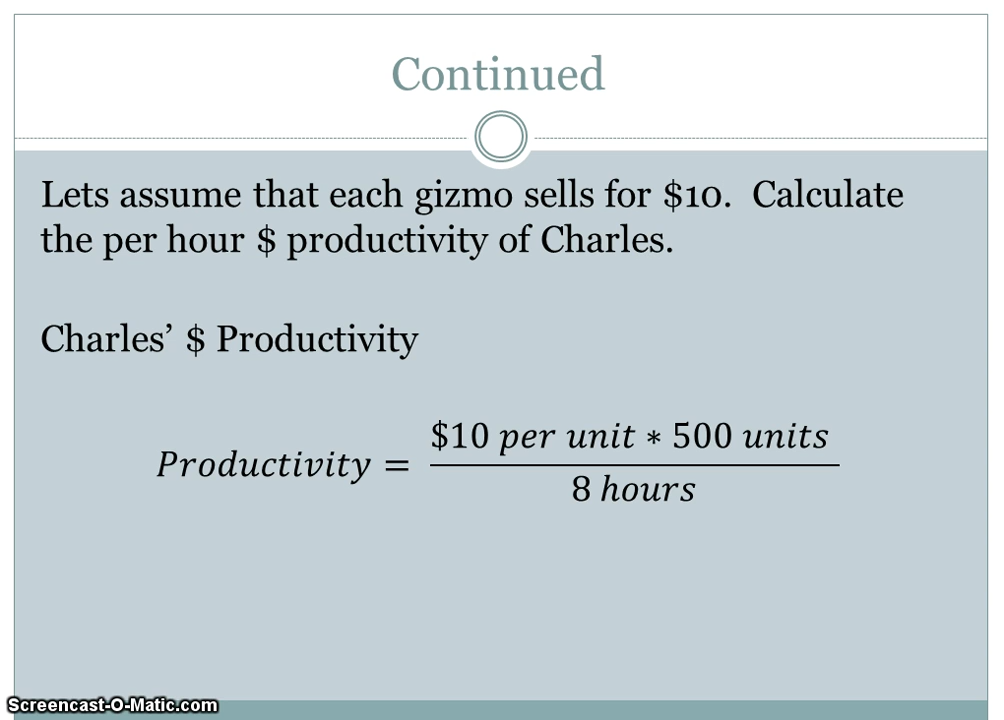 Continued
Lets assume that each gizmo sells for $10.  Calculate
the per hour $ productivity of Charles.
Charles’ $ Productivity
Productivity = $10 per unit ∗ 500 units
8 hours
Screencast-O-Matic.com